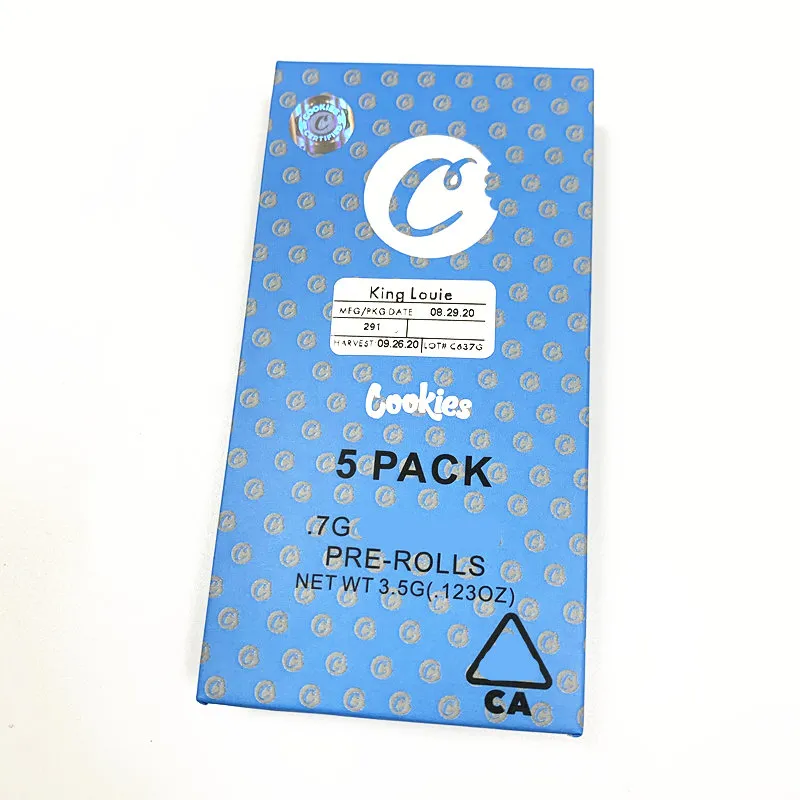 COOKIES
C
CERTIFIED
C
King Louie
MFG/PKG DATE 08.29.20
291
HARVEST: 09.26.20 LOT# C637G
Cookies
5 PACK
.7G
PRE-ROLLS
NET WT 3.5G(.123OZ)
CA